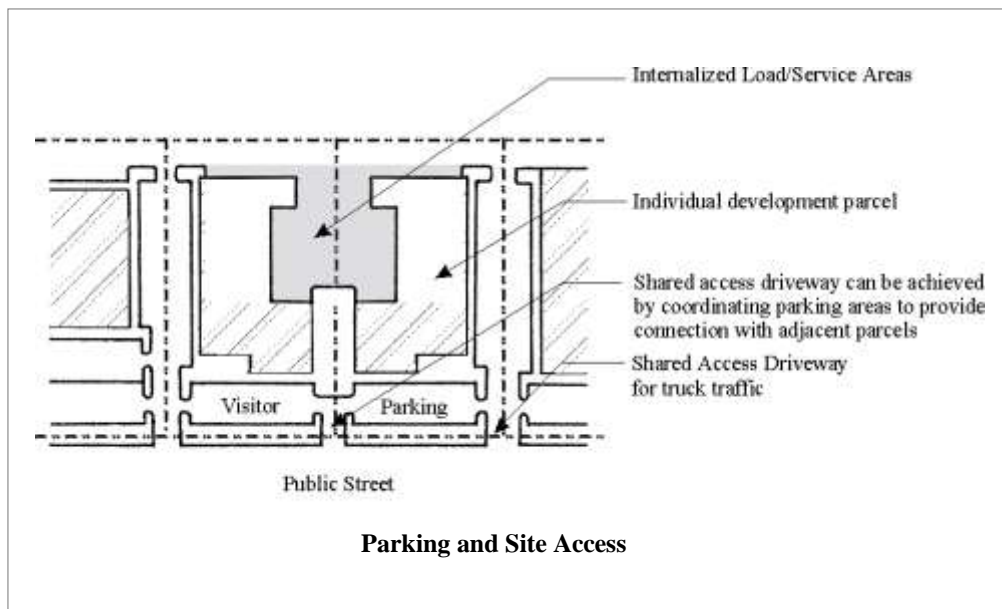 Internalized Load/Service Areas
Individual development parcel
Shared access driveway can be achieved
by coordinating parking areas to provide
connection with adjacent parcels
Shared Access Driveway
for truck traffic
Visitor
Parking
Public Street
Parking and Site Access